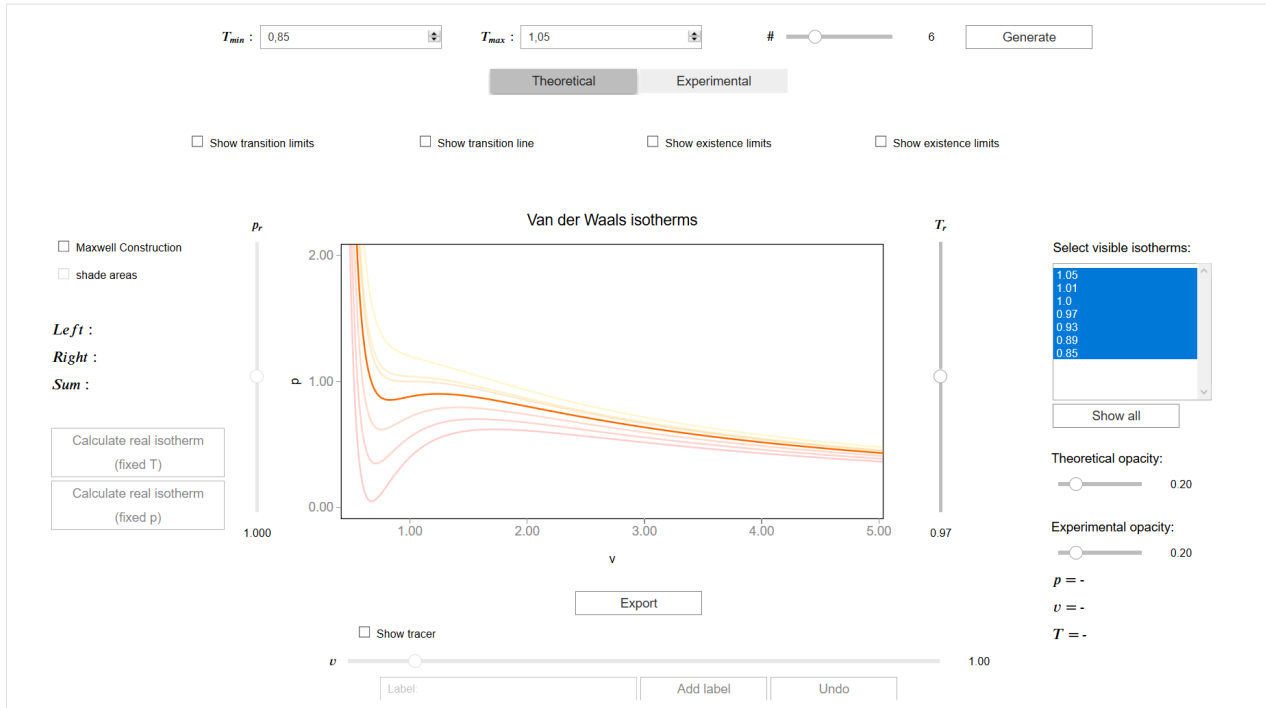 T_min : 0,85 T_max : 1,05 # 6 Generate
Theoretical Experimental
Show transition limits Show transition line Show existence limits Show existence limits
p_r Van der Waals isotherms T_r
Maxwell Construction
shade areas
Left :
Right :
Sum :
Calculate real isotherm
(fixed T)
Calculate real isotherm
(fixed p)
1.000
p
2.00
1.00
0.00
1.00 2.00 3.00 4.00 5.00
v
0.97
Select visible isotherms:
1.05
1.01
1.0
0.97
0.93
0.89
0.85
Show all
Theoretical opacity:
0.20
Experimental opacity:
0.20
p = -
v = -
T = -
Export
Show tracer
v 1.00
Label: Add label Undo